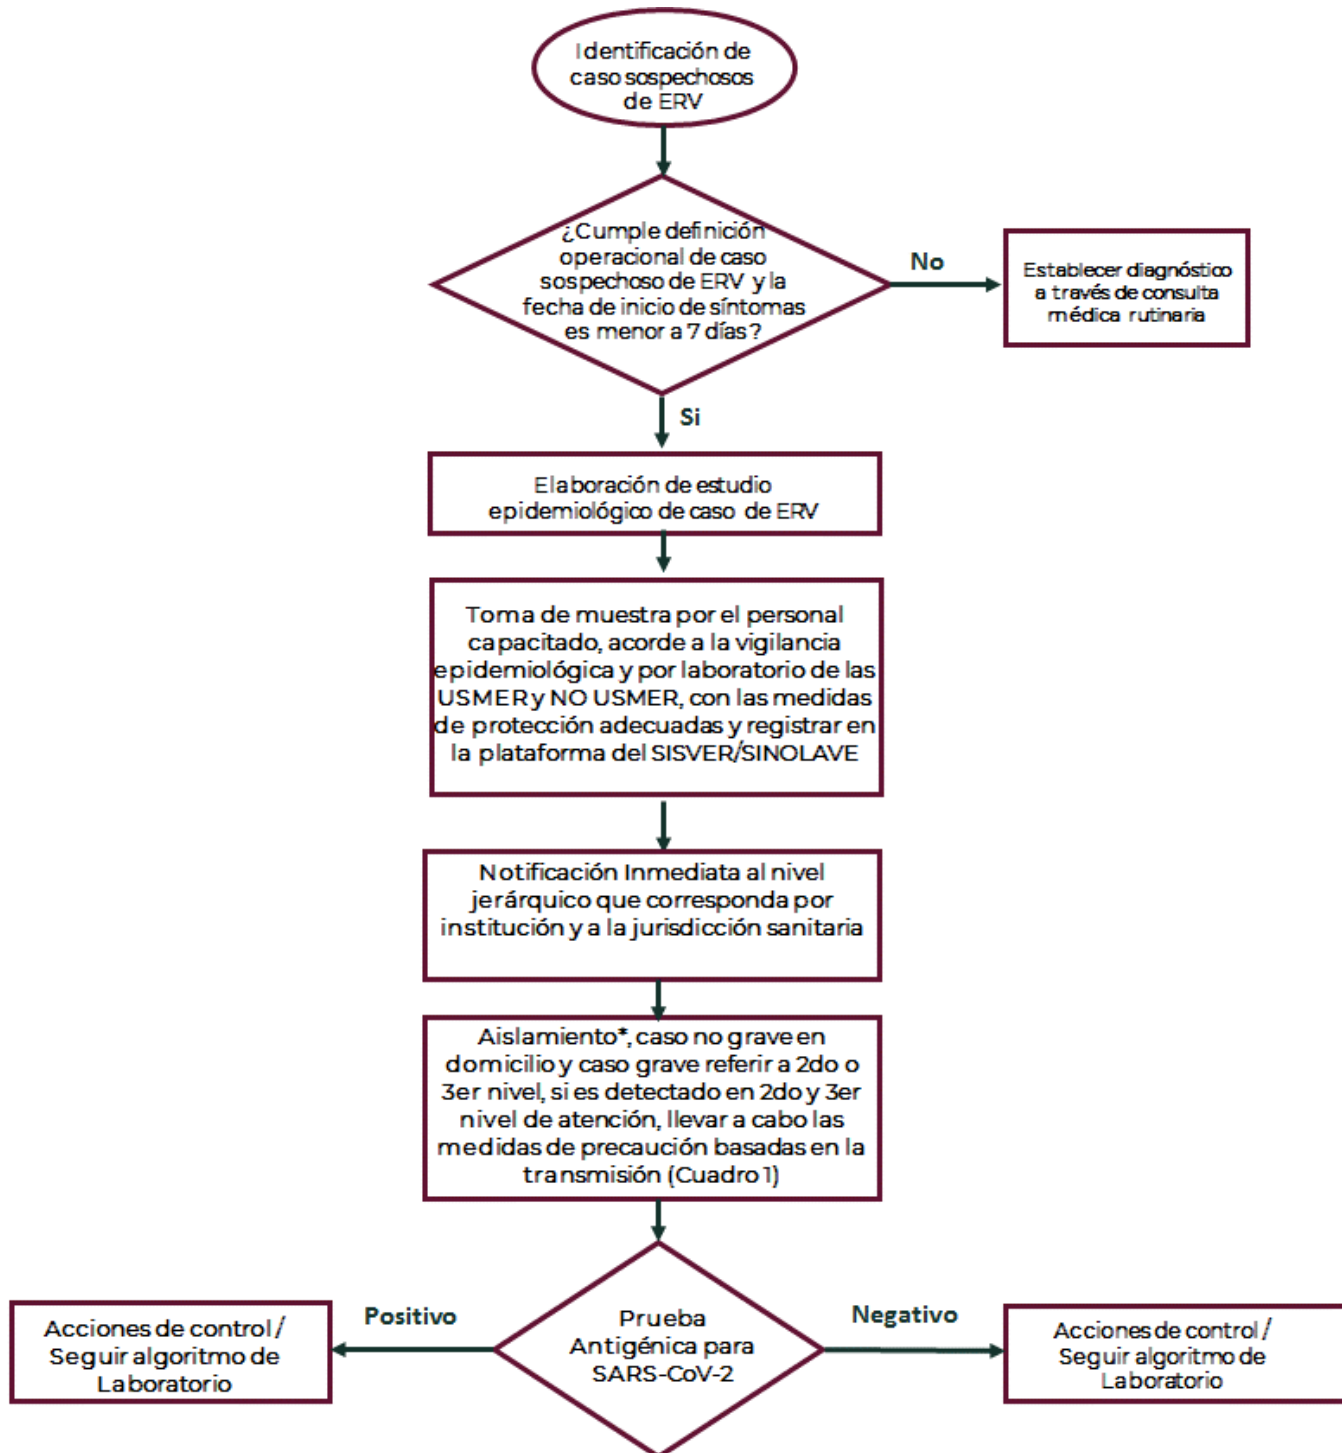 Identificación de
caso sospechosos
de ERV
¿Cumple definición
operacional de caso
sospechoso de ERV y la
fecha de inicio de síntomas
es menor a 7 días?
No
Establecer diagnóstico
a través de consulta
médica rutinaria
Si
Elaboración de estudio
epidemiológico de caso de ERV
Toma de muestra por el personal
capacitado, acorde a la vigilancia
epidemiológica y por laboratorio de las
USMER y NO USMER, con las medidas
de protección adecuadas y registrar en
la plataforma del SISVER/SINOLAVE
Notificación Inmediata al nivel
jerárquico que corresponda por
institución y a la jurisdicción sanitaria
Aislamiento*, caso no grave en
domicilio y caso grave referir a 2do o
3er nivel, si es detectado en 2do y 3er
nivel de atención, llevar a cabo las
medidas de precaución basadas en la
transmisión (Cuadro 1)
Positivo
Acciones de control /
Seguir algoritmo de
Laboratorio
Prueba
Antigénica para
SARS-CoV-2
Negativo
Acciones de control /
Seguir algoritmo de
Laboratorio